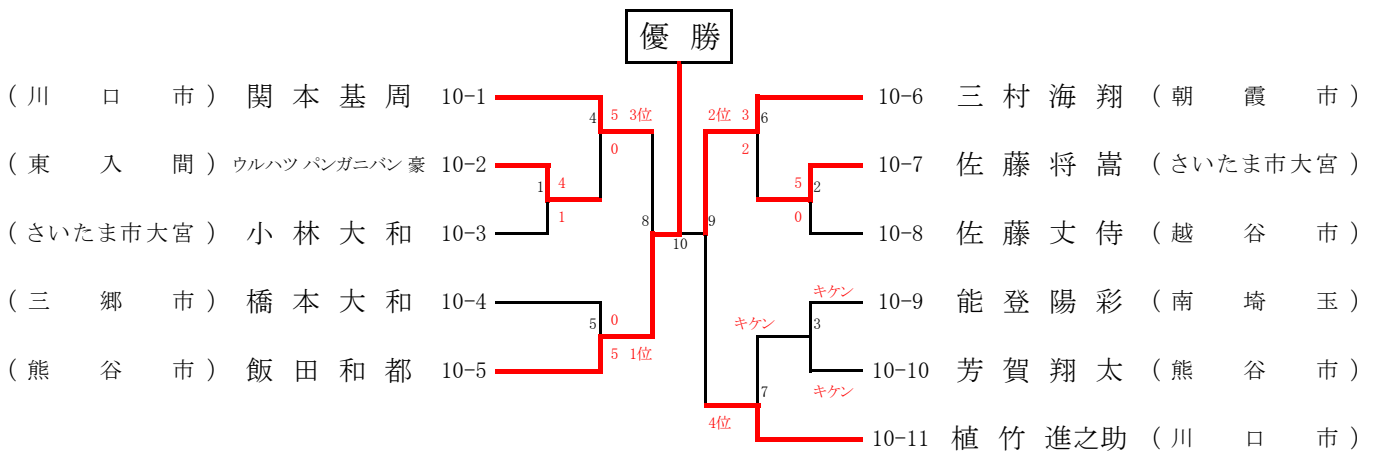 優勝
(川口市) 関本基周 10-1
4 5 3位
0
(東入間) ウルハツ パンガニバン 豪 10-2
1 4
1
(さいたま市大宮) 小林大和 10-3
8
10
(三郷市) 橋本大和 10-4
5 0
5 1位
(熊谷市) 飯田和都 10-5
10-6 三村海翔 (朝霞市)
2位 3 6
2
10-7 佐藤将嵩 (さいたま市大宮)
5 2
0
9
10-8 佐藤丈侍 (越谷市)
キケン
10-9 能登陽彩 (南埼玉)
キケン 3
10-10 芳賀翔太 (熊谷市)
キケン
7
4位
10-11 植竹進之助 (川口市)